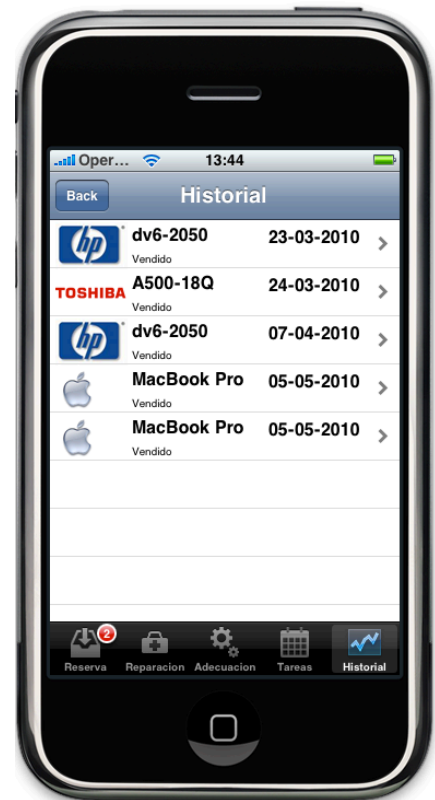 Oper... 13:44
Back Historial
hp dv6-2050 23-03-2010
Vendido
TOSHIBA A500-18Q 24-03-2010
Vendido
hp dv6-2050 07-04-2010
Vendido
MacBook Pro 05-05-2010
Vendido
MacBook Pro 05-05-2010
Vendido
2
Reserva Reparacion Adecuacion Tareas Historial